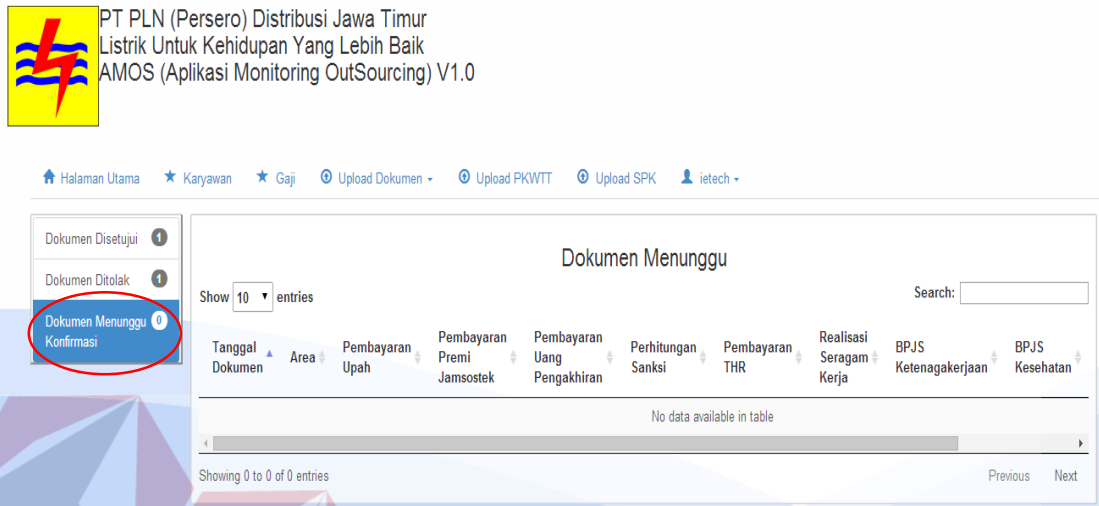 PT PLN (Persero) Distribusi Jawa Timur
Listrik Untuk Kehidupan Yang Lebih Baik
AMOS (Aplikasi Monitoring OutSourcing) V1.0
Halaman Utama Karyawan Gaji Upload Dokumen Upload PKWTT Upload SPK ietech
Dokumen Disetujui 1
Dokumen Ditolak 1
Dokumen Menunggu 0
Konfirmasi
Dokumen Menunggu
Show 10 entries
Search:
Tanggal
Dokumen
Area
Pembayaran
Upah
Pembayaran
Premi
Jamsostek
Pembayaran
Uang
Pengakhiran
Perhitungan
Sanksi
Pembayaran
THR
Realisasi
Seragam
Kerja
BPJS
Ketenagakerjaan
BPJS
Kesehatan
No data available in table
Showing 0 to 0 of 0 entries
Previous Next